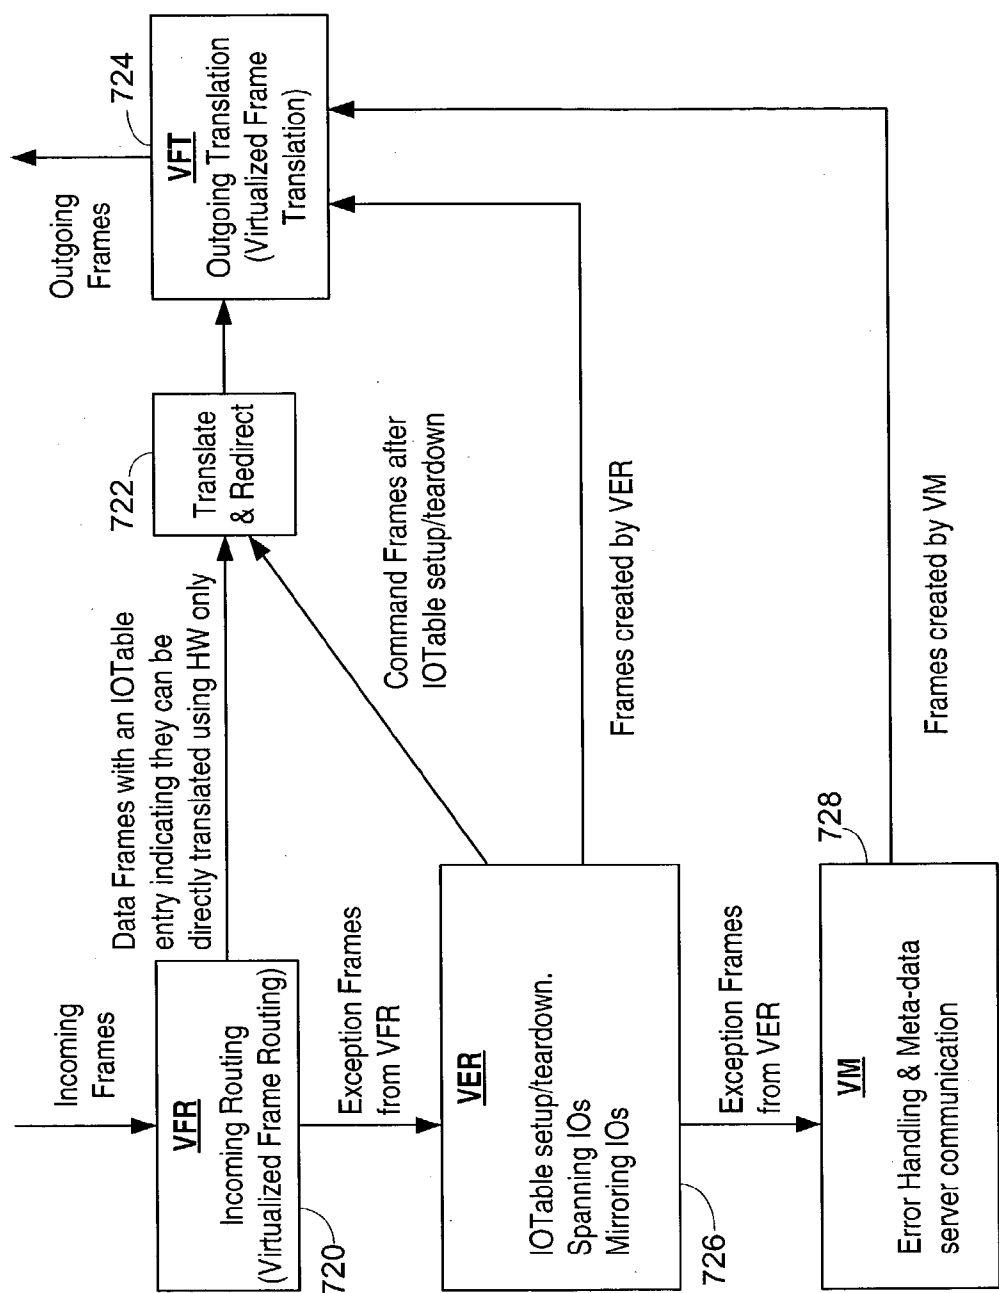 Incoming
Frames
VFR
Incoming Routing
(Virtualized Frame Routing)
720
Data Frames with an IOTable
entry indicating they can be
directly translated using HW only
722
Translate
& Redirect
Outgoing
Frames
724
VFT
Outgoing Translation
(Virtualized Frame
Translation)
Exception Frames
from VFR
Command Frames after
IOTable setup/teardown
VER
IOTable setup/teardown.
Spanning IOs
Mirroring IOs
726
Frames created by VER
Exception Frames
from VER
728
VM
Error Handling & Meta-data
server communication
Frames created by VM